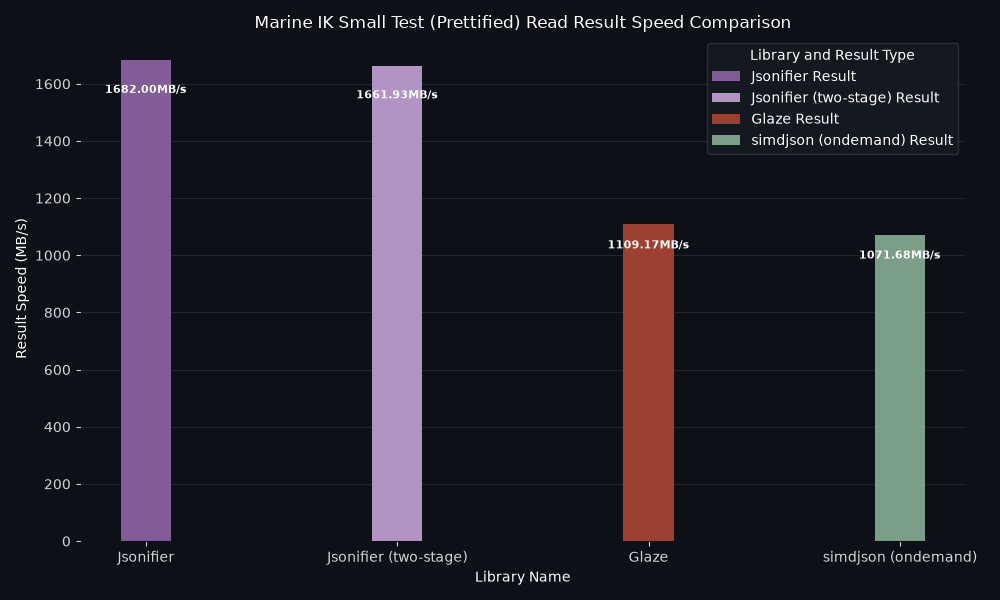 Marine IK Small Test (Prettified) Read Result Speed Comparison
Library and Result Type
Jsonifier Result
Jsonifier (two-stage) Result
Glaze Result
simdjson (ondemand) Result
Result Speed (MB/s)
1600
1400
1200
1000
800
600
400
200
0
1682.00MB/s
1661.93MB/s
1109.17MB/s
1071.68MB/s
Jsonifier
Jsonifier (two-stage)
Glaze
simdjson (ondemand)
Library Name